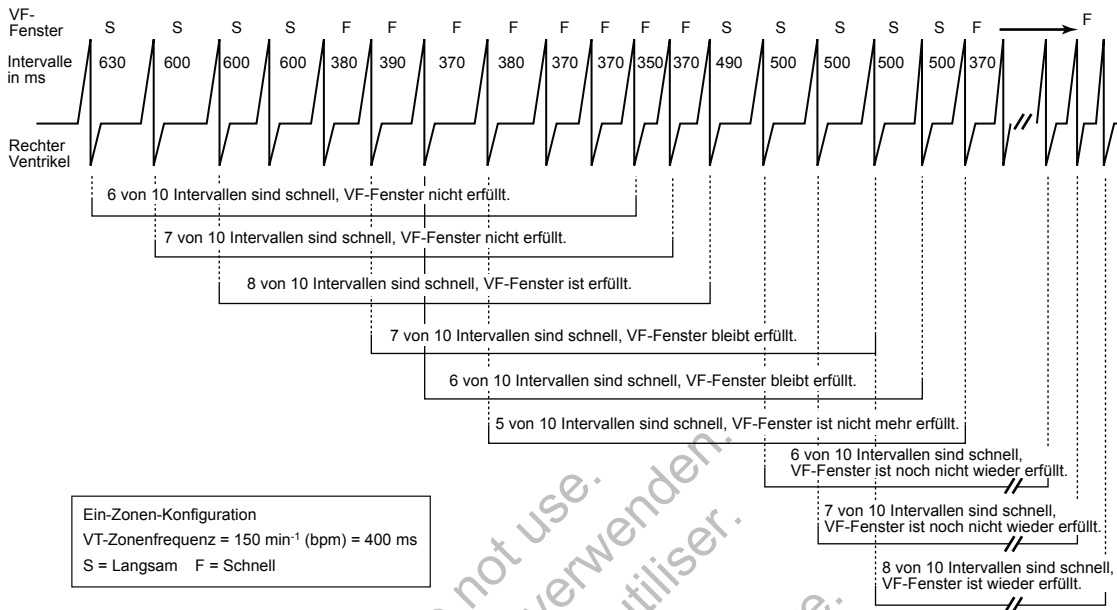 VF-
Fenster S S S S F F F F F F F F S S S S S F F
Intervalle
in ms 630 600 600 600 380 390 370 380 370 370 350 370 490 500 500 500 500 370
Rechter
Ventrikel
6 von 10 Intervallen sind schnell, VF-Fenster nicht erfüllt.
7 von 10 Intervallen sind schnell, VF-Fenster nicht erfüllt.
8 von 10 Intervallen sind schnell, VF-Fenster ist erfüllt.
7 von 10 Intervallen sind schnell, VF-Fenster bleibt erfüllt.
6 von 10 Intervallen sind schnell, VF-Fenster bleibt erfüllt.
5 von 10 Intervallen sind schnell, VF-Fenster ist nicht mehr erfüllt.
6 von 10 Intervallen sind schnell,
VF-Fenster ist noch nicht wieder erfüllt.
7 von 10 Intervallen sind schnell,
VF-Fenster ist noch nicht wieder erfüllt.
8 von 10 Intervallen sind schnell,
VF-Fenster ist wieder erfüllt.
Ein-Zonen-Konfiguration
VT-Zonenfrequenz = 150 min⁻¹ (bpm) = 400 ms
S = Langsam F = Schnell
not use.
verwenden.
utiliser.